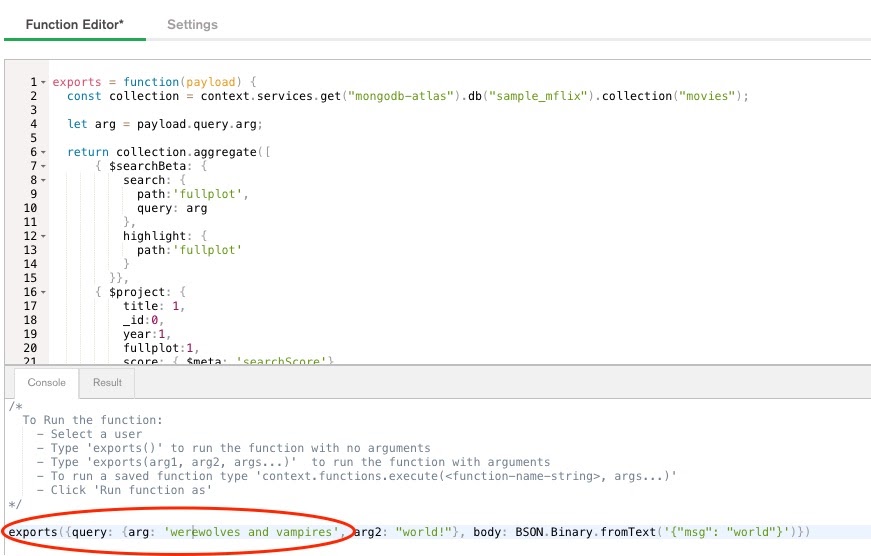 Function Editor*
Settings
1 exports = function(payload) {
2 const collection = context.services.get("mongodb-atlas").db("sample_mflix").collection("movies");
3
4 let arg = payload.query.arg;
5
6 return collection.aggregate([
7 { $searchBeta: {
8 search: {
9 path:'fullplot',
10 query: arg
11 },
12 highlight: {
13 path:'fullplot'
14 }
15 }},
16 { $project: {
17 title: 1,
18 _id:0,
19 year:1,
20 fullplot:1,
21 score: { $meta: 'searchScore'}
Console
Result
/*
To Run the function:
- Select a user
- Type 'exports()' to run the function with no arguments
- Type 'exports(arg1, arg2, args...)' to run the function with arguments
- To run a saved function type 'context.functions.execute(<function-name-string>, args...)'
- Click 'Run function as'
*/
exports({query: {arg: 'werewolves and vampires', arg2: "world!"}, body: BSON.Binary.fromText('{"msg": "world"}')})